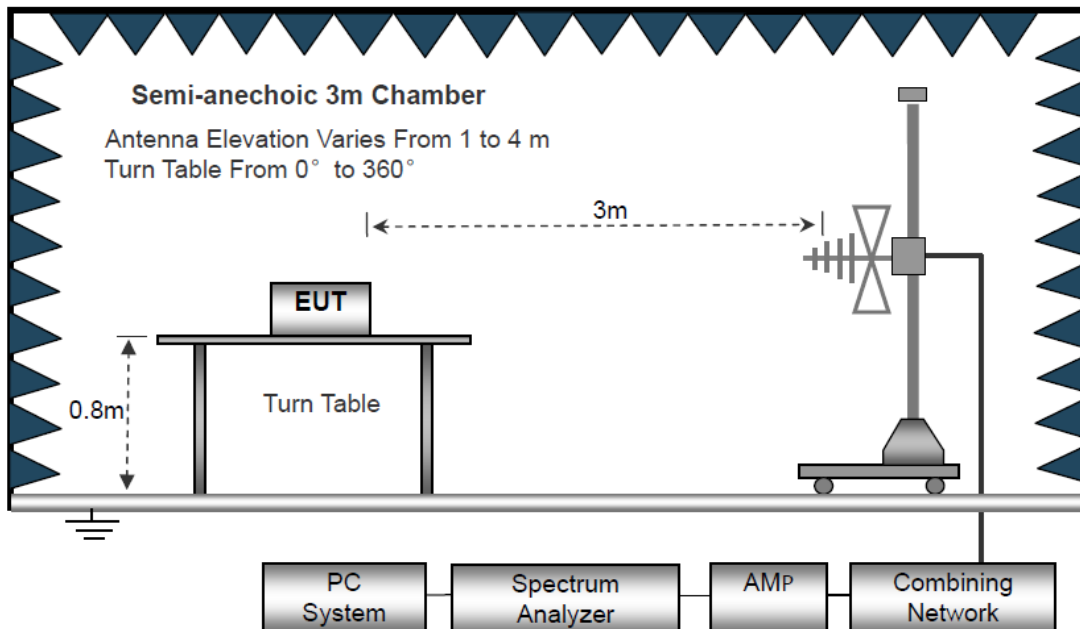 Semi-anechoic 3m Chamber
Antenna Elevation Varies From 1 to 4 m
Turn Table From 0° to 360°
3m
EUT
0.8m
Turn Table
PC
System
Spectrum
Analyzer
AMP
Combining
Network